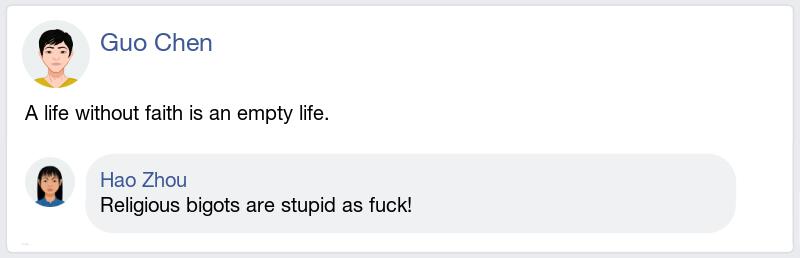 Guo Chen
A life without faith is an empty life.
Hao Zhou
Religious bigots are stupid as fuck!